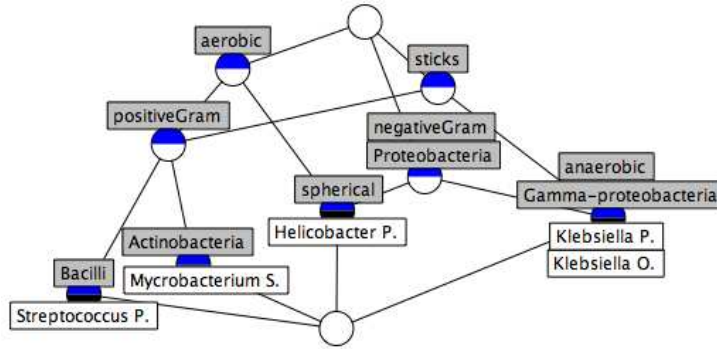 aerobic
sticks
positiveGram
negativeGram
Proteobacteria
anaerobic
spherical
Gamma-proteobacteria
Helicobacter P.
Klebsiella P.
Actinobacteria
Klebsiella O.
Bacilli
Mycrobacterium S.
Streptococcus P.